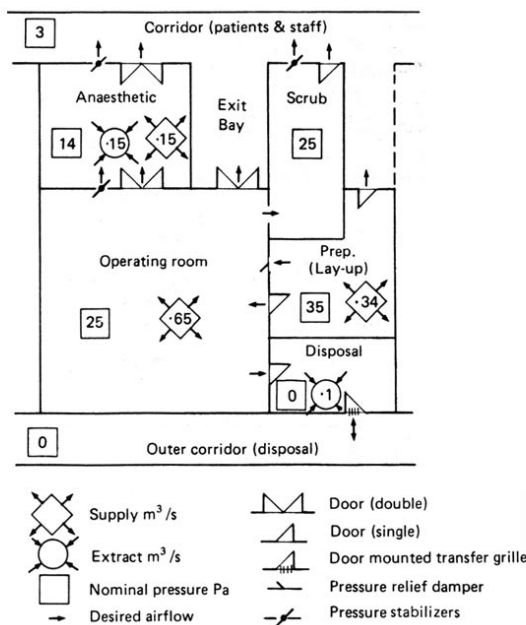 3
Corridor (patients & staff)
Anaesthetic
14
·15
·15
Exit
Bay
Scrub
25
Operating room
25
·65
Prep.
(Lay-up)
35
·34
Disposal
0
·1
0
Outer corridor (disposal)
Supply m³/s
Extract m³/s
Nominal pressure Pa
Desired airflow
Door (double)
Door (single)
Door mounted transfer grille
Pressure relief damper
Pressure stabilizers